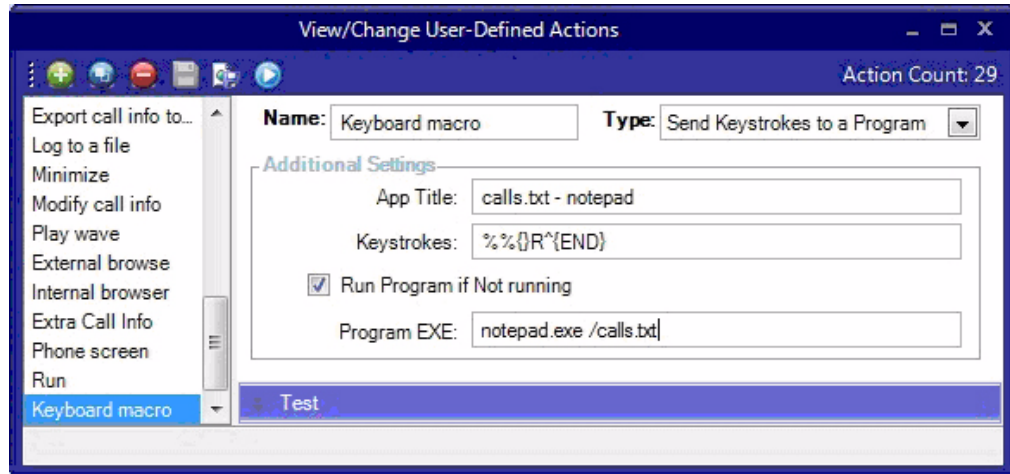 View/Change User-Defined Actions
Action Count: 29
Export call info to...
Log to a file
Minimize
Modify call info
Play wave
External browse
Internal browser
Extra Call Info
Phone screen
Run
Keyboard macro
Name: Keyboard macro Type: Send Keystrokes to a Program
Additional Settings
App Title: calls.txt - notepad
Keystrokes: %%{}R^{END}
Run Program if Not running
Program EXE: notepad.exe /calls.txt
Test